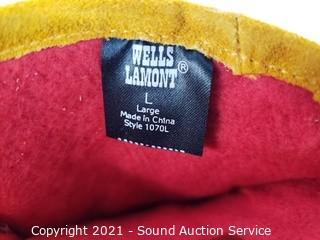 WELLS
LAMONT®
L
Large
Made In China
Style 1070L
Copyright 2021 - Sound Auction Service